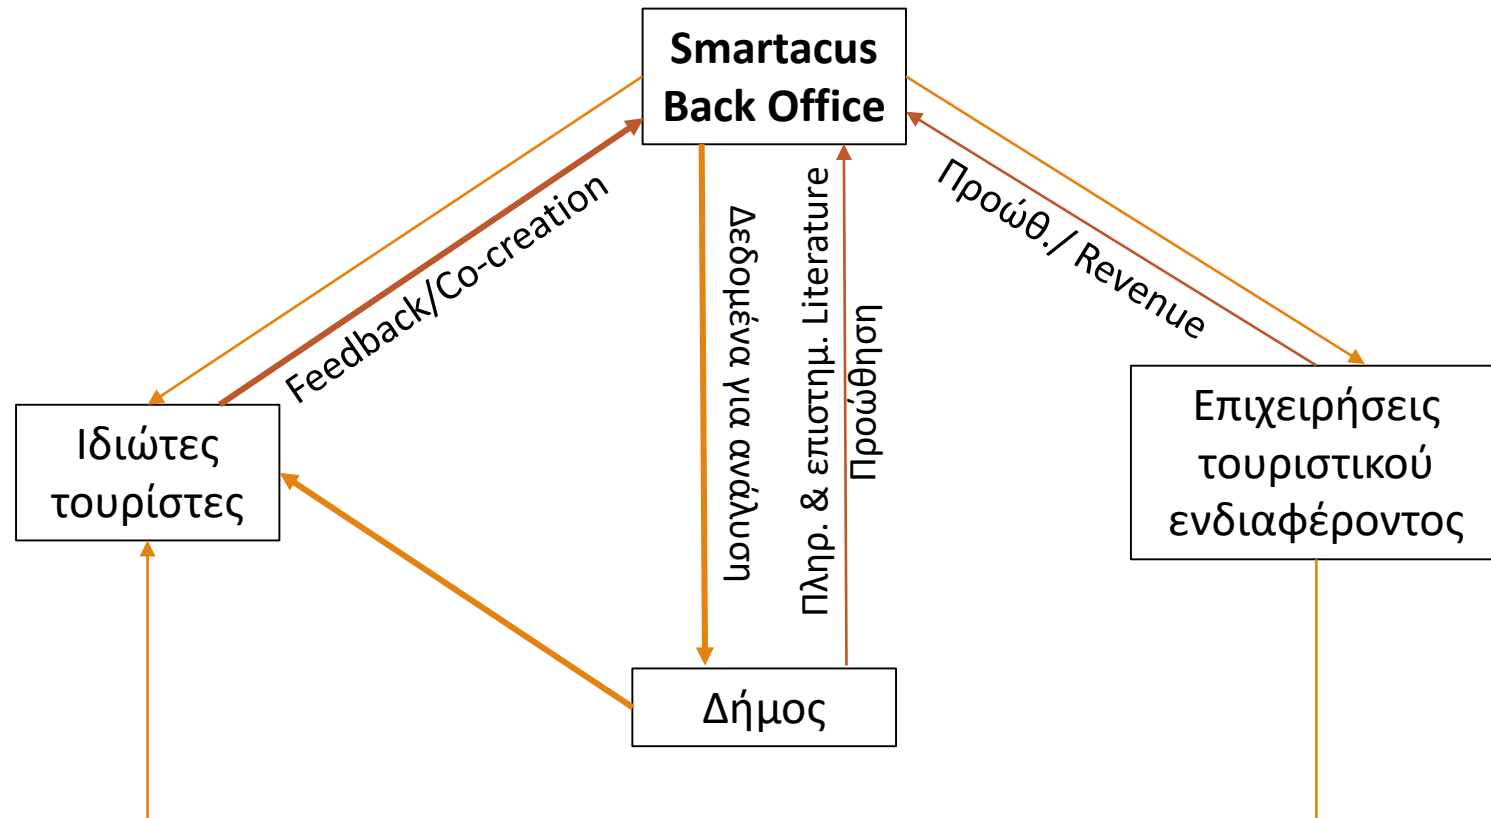 Smartacus
Back Office
Feedback/Co-creation
Δεδομένα για ανάλυση
Πληρ. & επιστημ. Literature
Προώθηση
Προώθ./ Revenue
Ιδιώτες
τουρίστες
Επιχειρήσεις
τουριστικού
ενδιαφέροντος
Δήμος